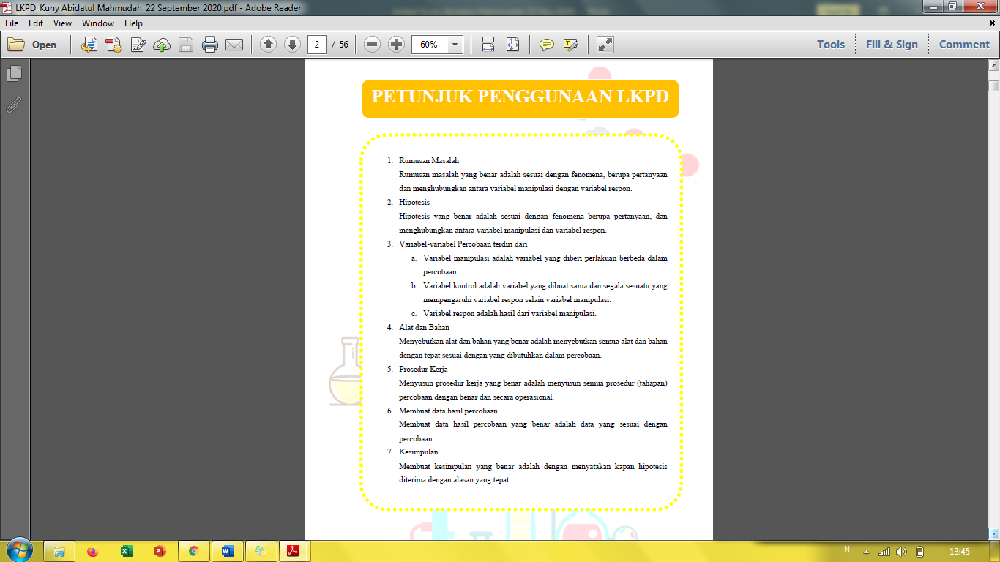 LKPD_Kuny Abidatul Mahmudah_22 September 2020.pdf - Adobe Reader
File Edit View Window Help
Open 2 / 56 60% Tools Fill & Sign Comment
PETUNJUK PENGGUNAAN LKPD
1. Rumusan Masalah
Rumusan masalah yang benar adalah sesuai dengan fenomena, berupa pertanyaan
dan menghubungkan antara variabel manipulasi dengan variabel respon.
2. Hipotesis
Hipotesis yang benar adalah sesuai dengan fenomena berupa pertanyaan, dan
menghubungkan antara variabel manipulasi dan variabel respon.
3. Variabel-variabel Percobaan terdiri dari
a. Variabel manipulasi adalah variabel yang diberi perlakuan berbeda dalam
percobaan.
b. Variabel kontrol adalah variabel yang dibuat sama dan segala sesuatu yang
mempengaruhi variabel respon selain variabel manipulasi.
c. Variabel respon adalah hasil dari variabel manipulasi.
4. Alat dan Bahan
Menyebutkan alat dan bahan yang benar adalah menyebutkan semua alat dan bahan
dengan tepat sesuai dengan yang dibutuhkan dalam percobaan.
5. Prosedur Kerja
Menyusun prosedur kerja yang benar adalah menyusun semua prosedur (tahapan)
percobaan dengan benar dan secara operasional.
6. Membuat data hasil percobaan
Membuat data hasil percobaan yang benar adalah data yang sesuai dengan
percobaan
7. Kesimpulan
Membuat kesimpulan yang benar adalah dengan menyatakan kapan hipotesis
diterima dengan alasan yang tepat.
IN 13:45